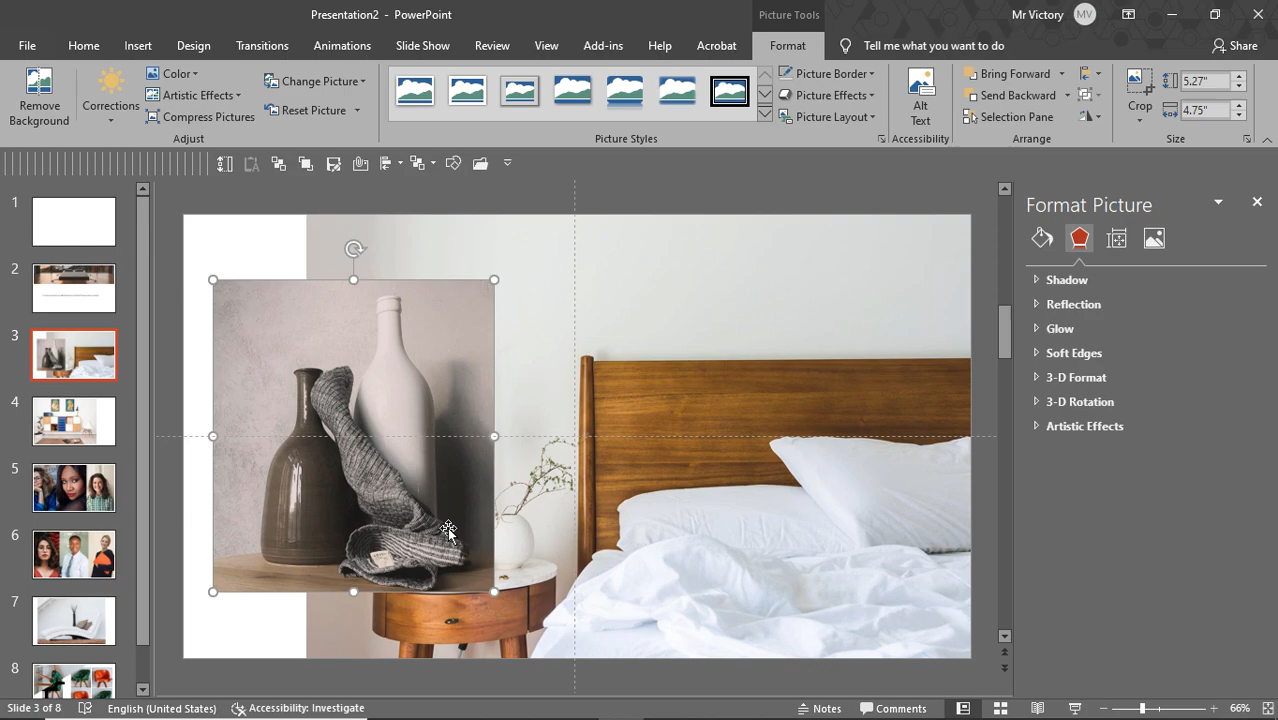 Presentation2 - PowerPoint
Picture Tools
Mr Victory
MV
File
Home
Insert
Design
Transitions
Animations
Slide Show
Review
View
Add-ins
Help
Acrobat
Format
Tell me what you want to do
Share
Remove
Background
Corrections
Color
Artistic Effects
Compress Pictures
Change Picture
Reset Picture
Adjust
Picture Styles
Picture Border
Picture Effects
Picture Layout
Alt
Text
Accessibility
Bring Forward
Send Backward
Selection Pane
Arrange
Crop
5.27"
4.75"
Size
1
2
3
4
5
6
7
8
Format Picture
Shadow
Reflection
Glow
Soft Edges
3-D Format
3-D Rotation
Artistic Effects
Slide 3 of 8
English (United States)
Accessibility: Investigate
Notes
Comments
66%